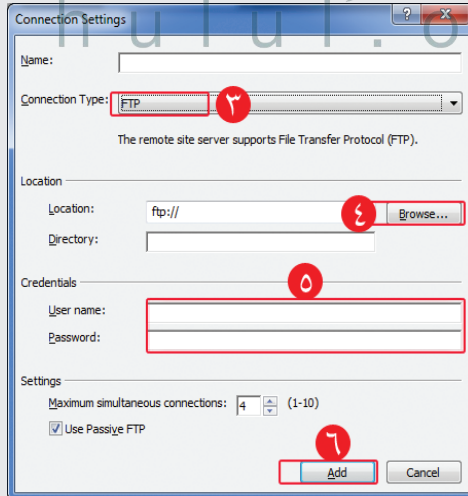 hulul.o
Connection Settings
Name:
Connection Type: FTP ٣
The remote site server supports File Transfer Protocol (FTP).
Location
Location: ftp:// ٤ Browse...
Directory:
Credentials ٥
User name:
Password:
Settings
Maximum simultaneous connections: 4 (1-10)
Use Passive FTP
٦
Add Cancel